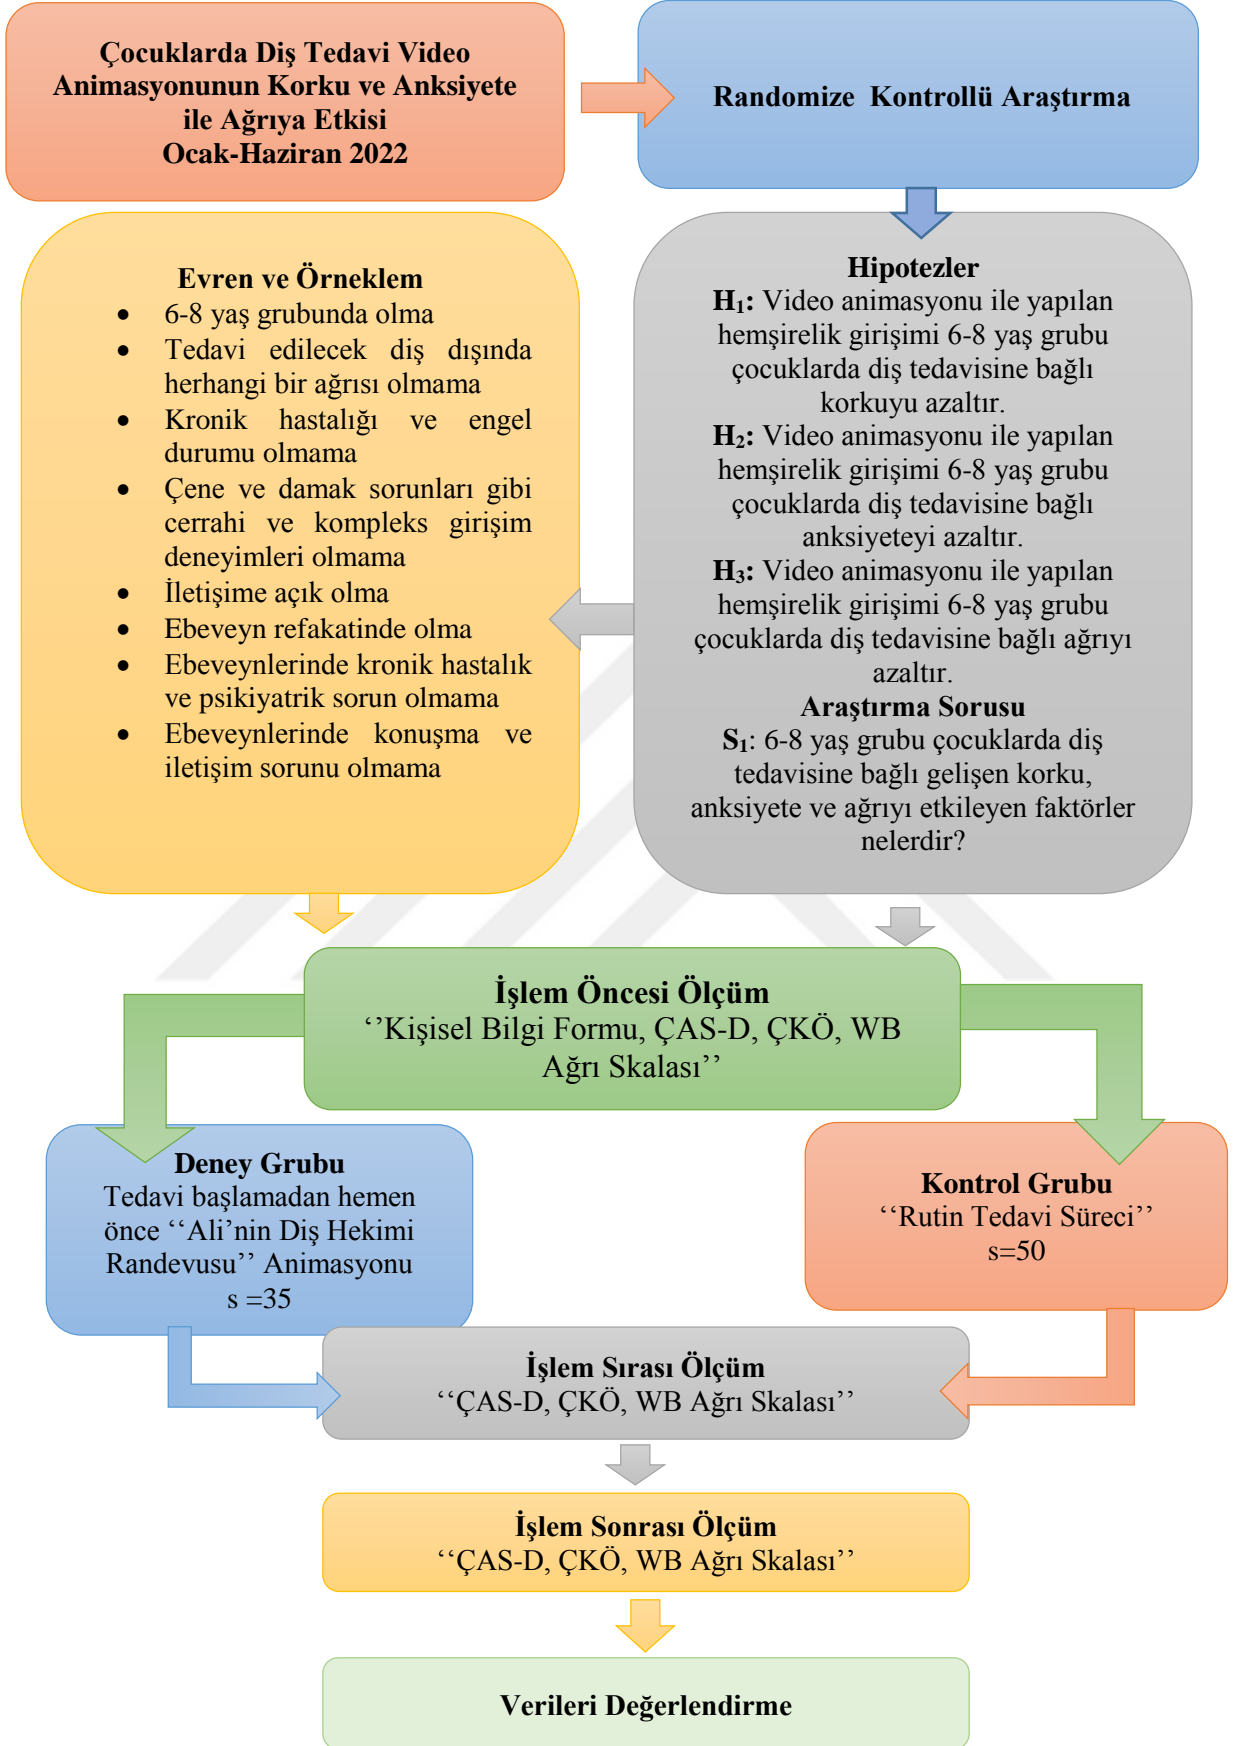 Çocuklarda Diş Tedavi Video
Animasyonunun Korku ve Anksiyete
ile Ağrıya Etkisi
Ocak-Haziran 2022
Randomize Kontrollü Araştırma
Hipotezler
H₁: Video animasyonu ile yapılan
hemşirelik girişimi 6-8 yaş grubu
çocuklarda diş tedavisine bağlı
korkuyu azaltır.
H₂: Video animasyonu ile yapılan
hemşirelik girişimi 6-8 yaş grubu
çocuklarda diş tedavisine bağlı
anksiyeteyi azaltır.
H₃: Video animasyonu ile yapılan
hemşirelik girişimi 6-8 yaş grubu
çocuklarda diş tedavisine bağlı ağrıyı
azaltır.
Araştırma Sorusu
S₁: 6-8 yaş grubu çocuklarda diş
tedavisine bağlı gelişen korku,
anksiyete ve ağrıyı etkileyen faktörler
nelerdir?
Evren ve Örneklem
• 6-8 yaş grubunda olma
• Tedavi edilecek diş dışında
herhangi bir ağrısı olmama
• Kronik hastalığı ve engel
durumu olmama
• Çene ve damak sorunları gibi
cerrahi ve kompleks girişim
deneyimleri olmama
• İletişime açık olma
• Ebeveyn refakatinde olma
• Ebeveynlerinde kronik hastalık
ve psikiyatrik sorun olmama
• Ebeveynlerinde konuşma ve
iletişim sorunu olmama
İşlem Öncesi Ölçüm
‘’Kişisel Bilgi Formu, ÇAS-D, ÇKÖ, WB
Ağrı Skalası’’
Deney Grubu
Tedavi başlamadan hemen
önce ‘‘Ali’nin Diş Hekimi
Randevusu’’ Animasyonu
s =35
Kontrol Grubu
‘‘Rutin Tedavi Süreci’’
s=50
İşlem Sırası Ölçüm
‘‘ÇAS-D, ÇKÖ, WB Ağrı Skalası’’
İşlem Sonrası Ölçüm
‘‘ÇAS-D, ÇKÖ, WB Ağrı Skalası’’
Verileri Değerlendirme